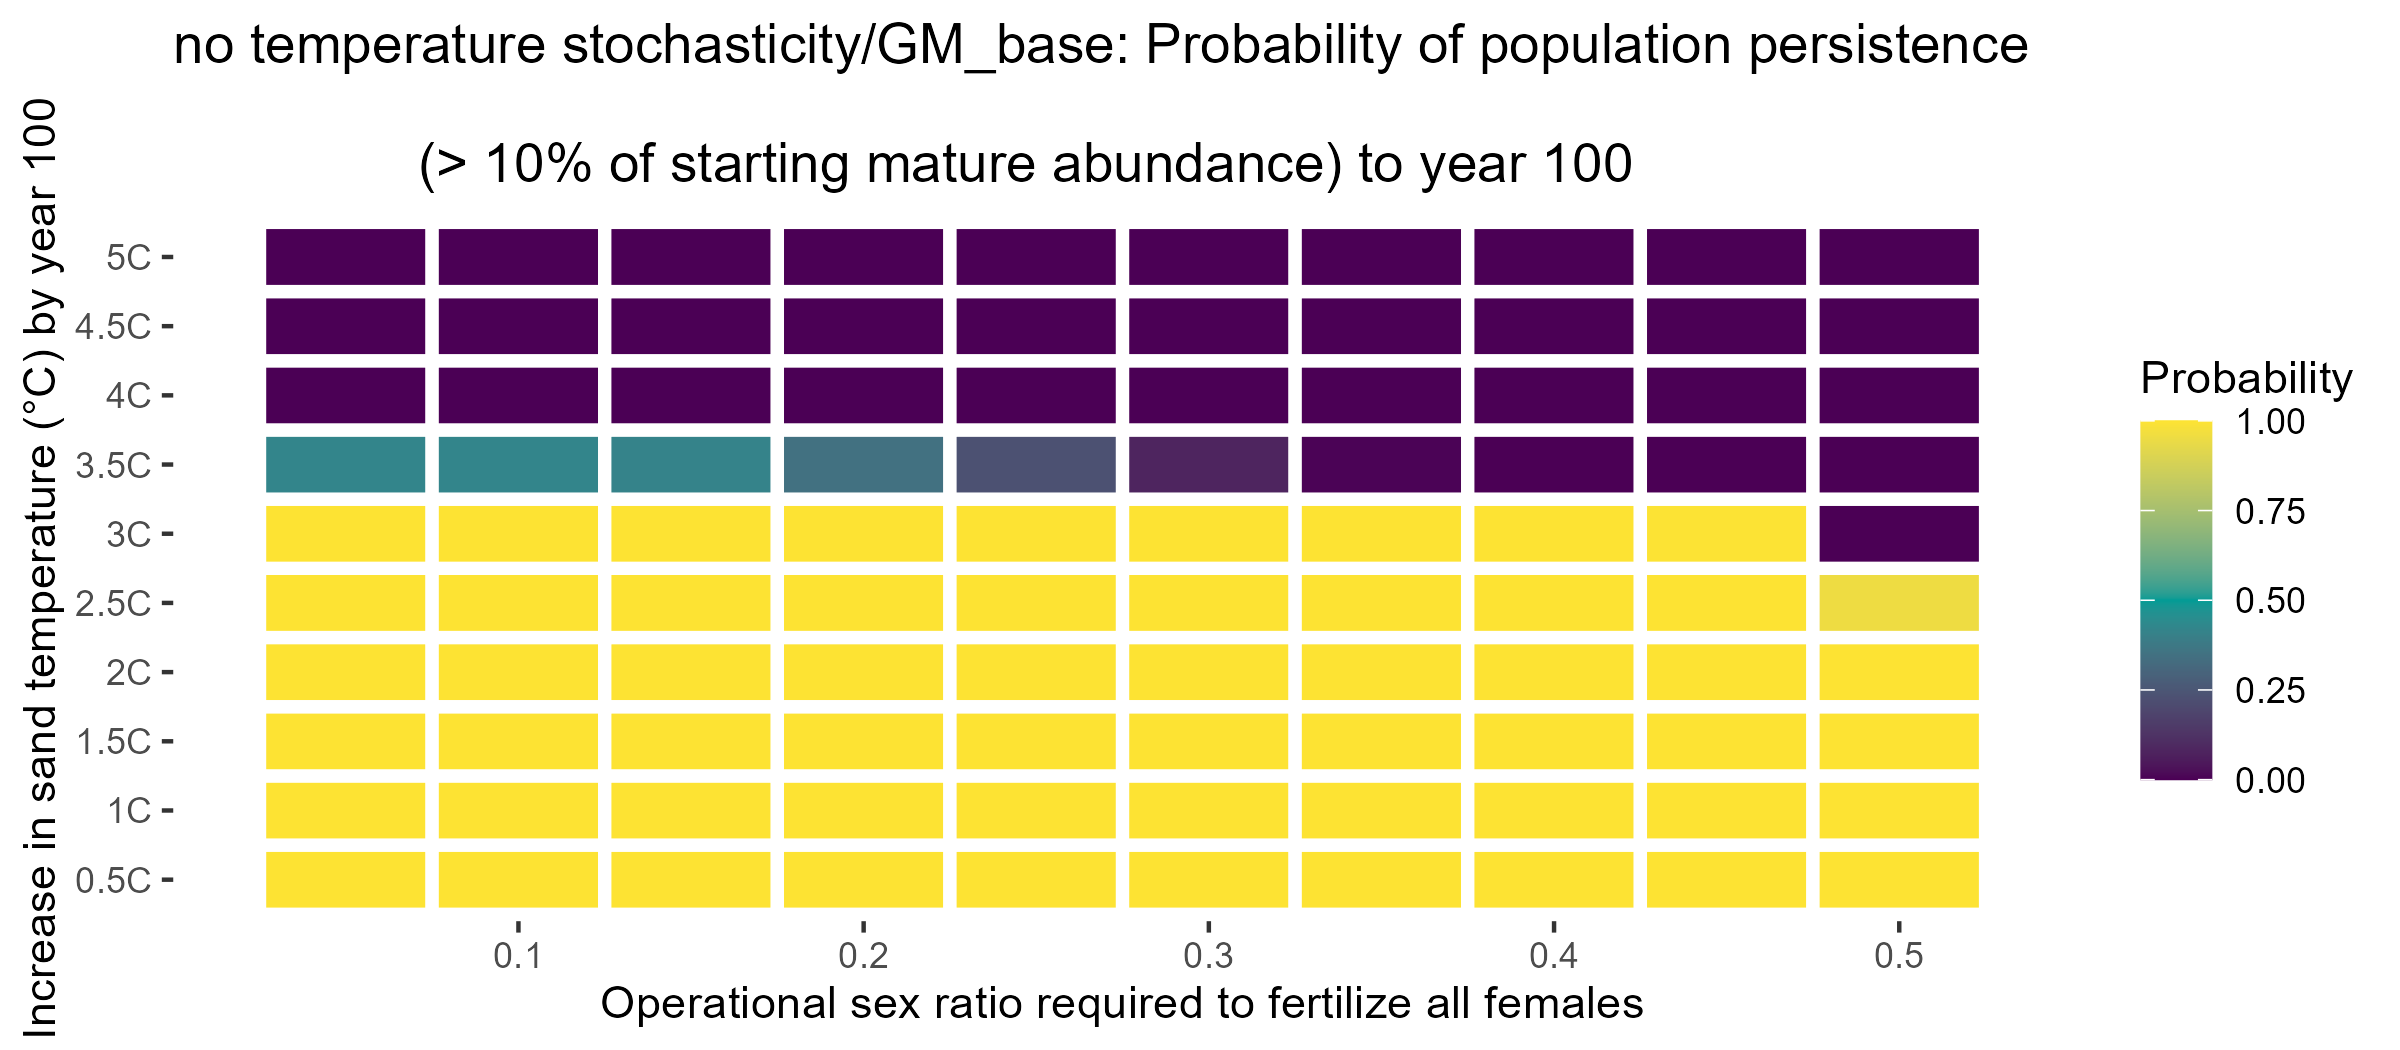 no temperature stochasticity/GM_base: Probability of population persistence
(> 10% of starting mature abundance) to year 100
Increase in sand temperature (°C) by year 100
5C
4.5C
4C
3.5C
3C
2.5C
2C
1.5C
1C
0.5C
0.1
0.2
0.3
0.4
0.5
Operational sex ratio required to fertilize all females
Probability
1.00
0.75
0.50
0.25
0.00